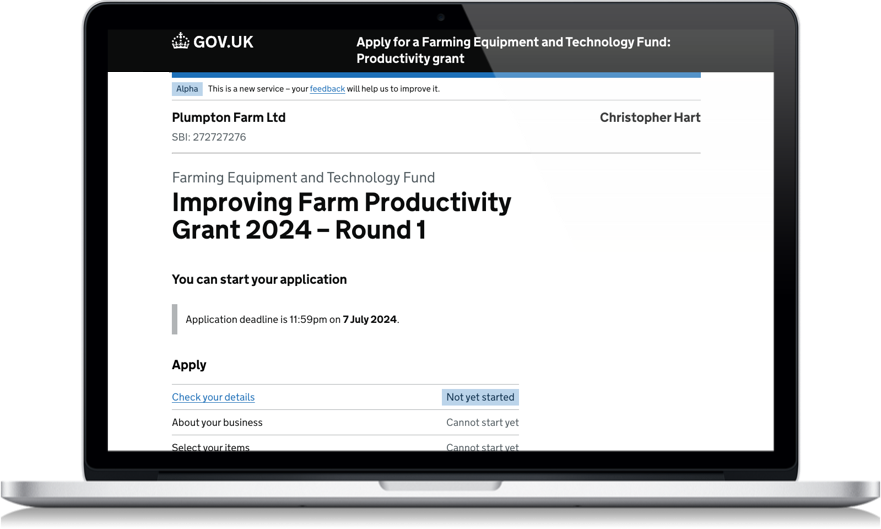 GOV.UK
Apply for a Farming Equipment and Technology Fund:
Productivity grant
Alpha This is a new service – your feedback will help us to improve it.
Plumpton Farm Ltd
Christopher Hart
SBI: 272727276
Farming Equipment and Technology Fund
Improving Farm Productivity
Grant 2024 – Round 1
You can start your application
Application deadline is 11:59pm on 7 July 2024.
Apply
Check your details Not yet started
About your business Cannot start yet
Select your items Cannot start yet